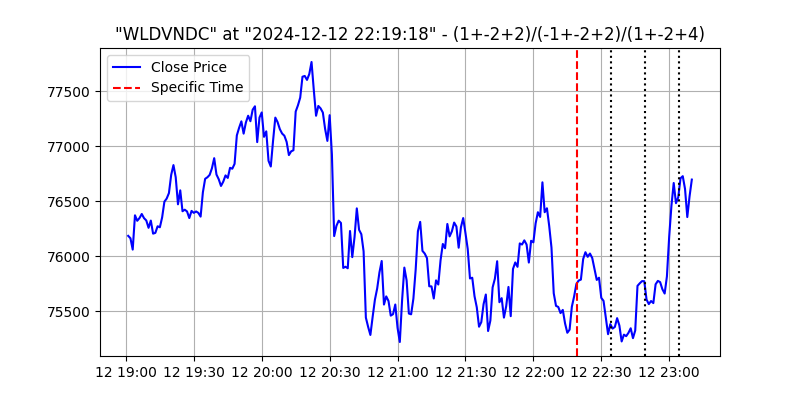 "WLDVNDC" at "2024-12-12 22:19:18" - (1+-2+2)/(-1+-2+2)/(1+-2+4)
Close Price
Specific Time
77500
77000
76500
76000
75500
12 19:00 12 19:30 12 20:00 12 20:30 12 21:00 12 21:30 12 22:00 12 22:30 12 23:00